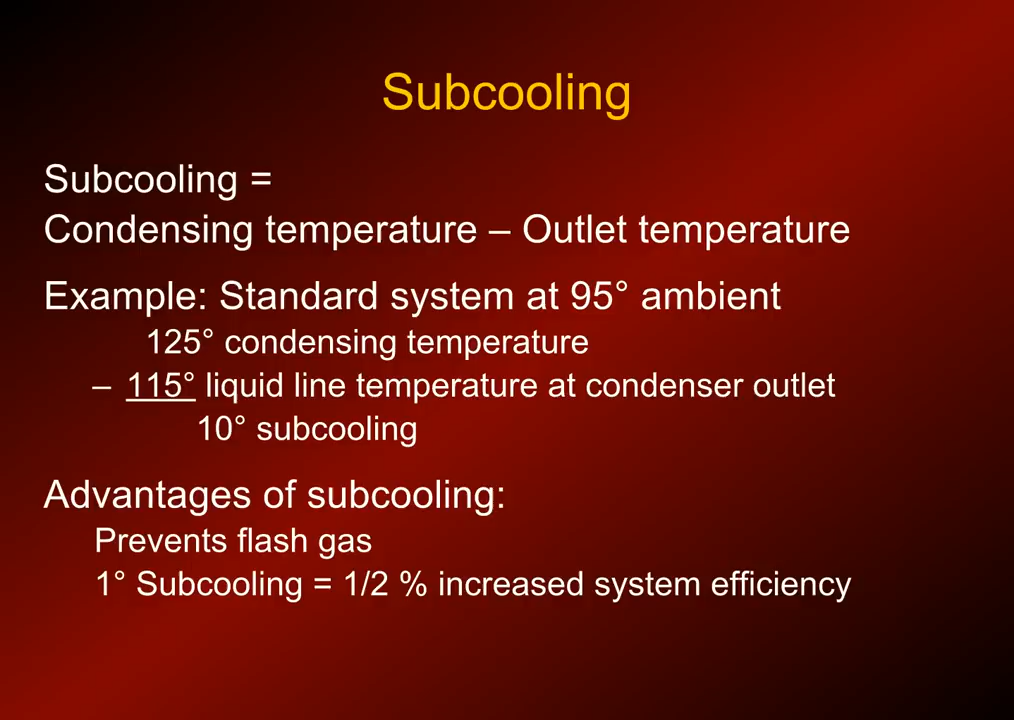 Subcooling
Subcooling =
Condensing temperature – Outlet temperature
Example: Standard system at 95° ambient
125° condensing temperature
– 115° liquid line temperature at condenser outlet
10° subcooling
Advantages of subcooling:
Prevents flash gas
1° Subcooling = 1/2 % increased system efficiency